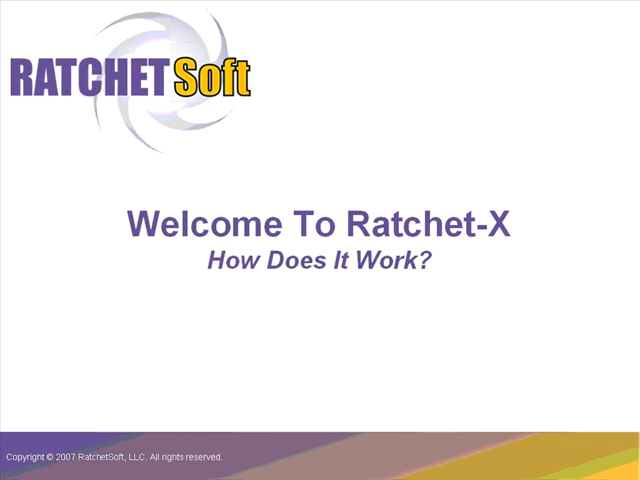 RATCHETSoft
Welcome To Ratchet-X
How Does It Work?
Copyright © 2007 RatchetSoft, LLC. All rights reserved.